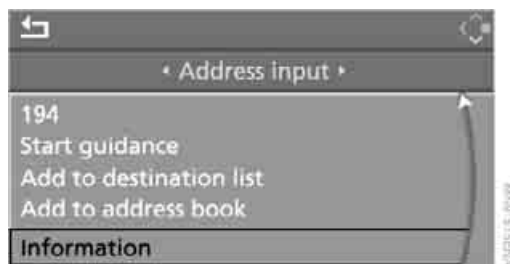 Address input
194
Start guidance
Add to destination list
Add to address book
Information